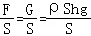 F/S = G/S = ρShg/S